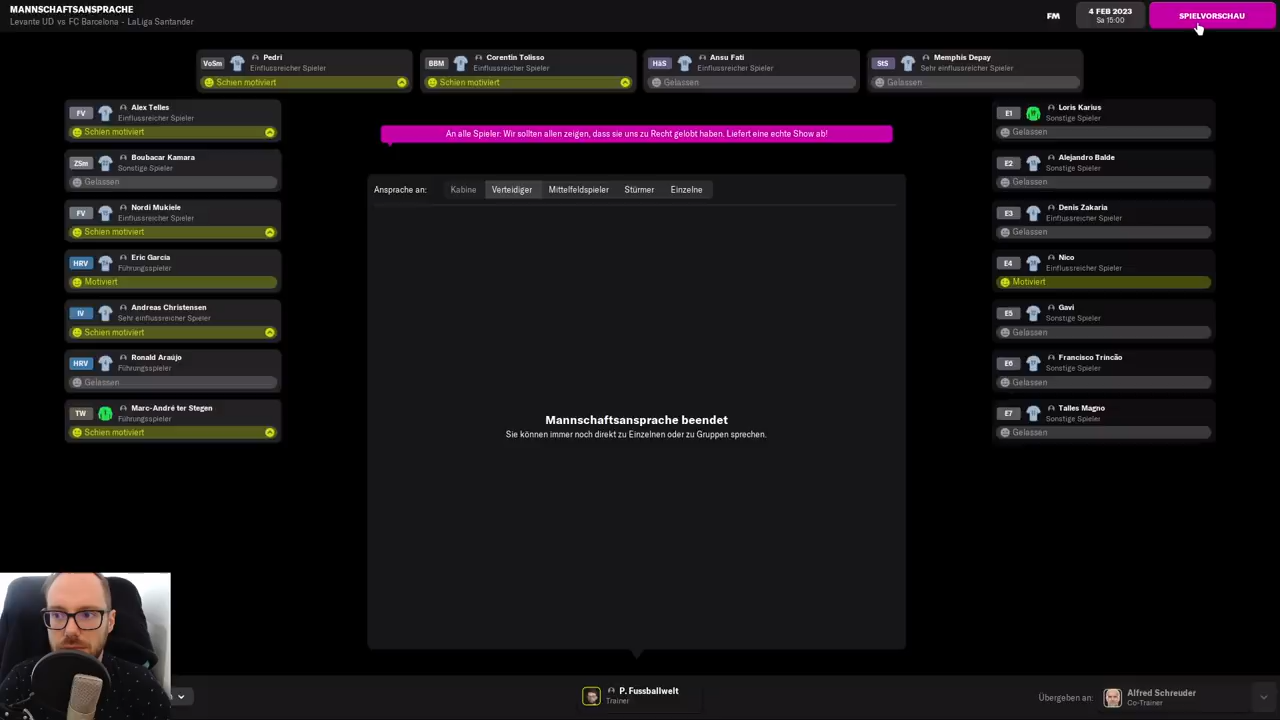 MANNSCHAFTSANSPRACHE
Levante UD vs FC Barcelona - LaLiga Santander
FM
4 FEB 2023
Sa 15:00
SPIELVORSCHAU
VoSm
Pedri
Einflussreicher Spieler
Schien motiviert
BBM
Corentin Tolisso
Einflussreicher Spieler
Schien motiviert
HäS
Ansu Fati
Einflussreicher Spieler
Gelassen
StS
Memphis Depay
Sehr einflussreicher Spieler
Gelassen
FV
Alex Telles
Einflussreicher Spieler
Schien motiviert
ZSm
Boubacar Kamara
Sonstige Spieler
Gelassen
FV
Nordi Mukiele
Einflussreicher Spieler
Schien motiviert
HRV
Eric García
Führungsspieler
Motiviert
IV
Andreas Christensen
Sehr einflussreicher Spieler
Schien motiviert
HRV
Ronald Araújo
Führungsspieler
Gelassen
TW
Marc-André ter Stegen
Führungsspieler
Schien motiviert
An alle Spieler: Wir sollten allen zeigen, dass sie uns zu Recht gelobt haben. Liefert eine echte Show ab!
Ansprache an: Kabine Verteidiger Mittelfeldspieler Stürmer Einzelne
Mannschaftsansprache beendet
Sie können immer noch direkt zu Einzelnen oder zu Gruppen sprechen.
E1
Loris Karius
Sonstige Spieler
Gelassen
E2
Alejandro Balde
Sonstige Spieler
Gelassen
E3
Denis Zakaria
Einflussreicher Spieler
Gelassen
E4
Nico
Einflussreicher Spieler
Motiviert
E5
Gavi
Sonstige Spieler
Gelassen
E6
Francisco Trincão
Sonstige Spieler
Gelassen
E7
Talles Magno
Sonstige Spieler
Gelassen
P. Fussballwelt
Trainer
Übergeben an:
Alfred Schreuder
Co-Trainer